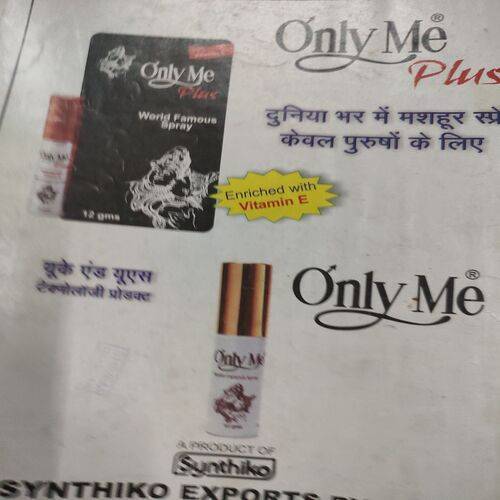 Only Me®
Plus
Only Me
Plus
World Famous
Spray
12 gms
Enriched with
Vitamin E
दुनिया भर में मशहूर स्प्रे
केवल पुरुषों के लिए
यूके एंड यूएस
टेक्नोलॉजी प्रोडक्ट
Only Me®
Only Me
A PRODUCT OF
Synthiko
SYNTHIKO EXPORTS